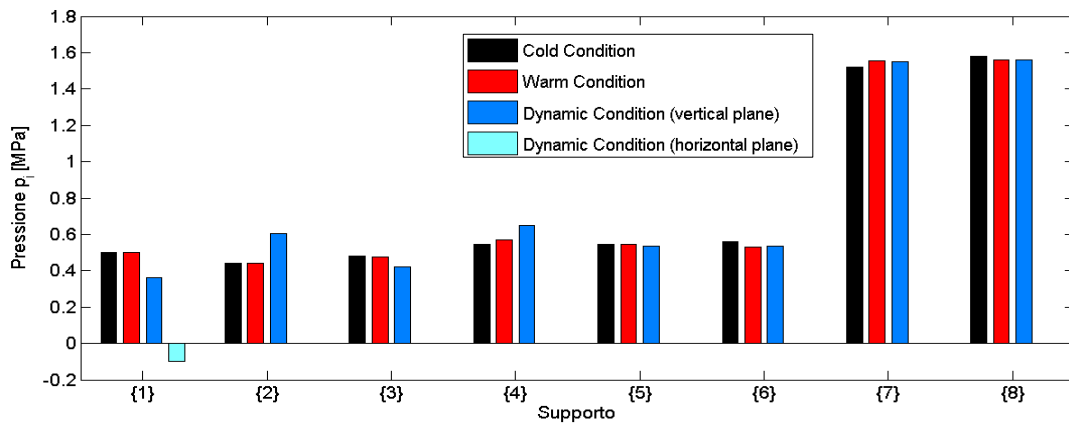 1.8
1.6
1.4
1.2
1
0.8
0.6
0.4
0.2
0
-0.2
Pressione pi [MPa]
Cold Condition
Warm Condition
Dynamic Condition (vertical plane)
Dynamic Condition (horizontal plane)
{1} {2} {3} {4} {5} {6} {7} {8}
Supporto